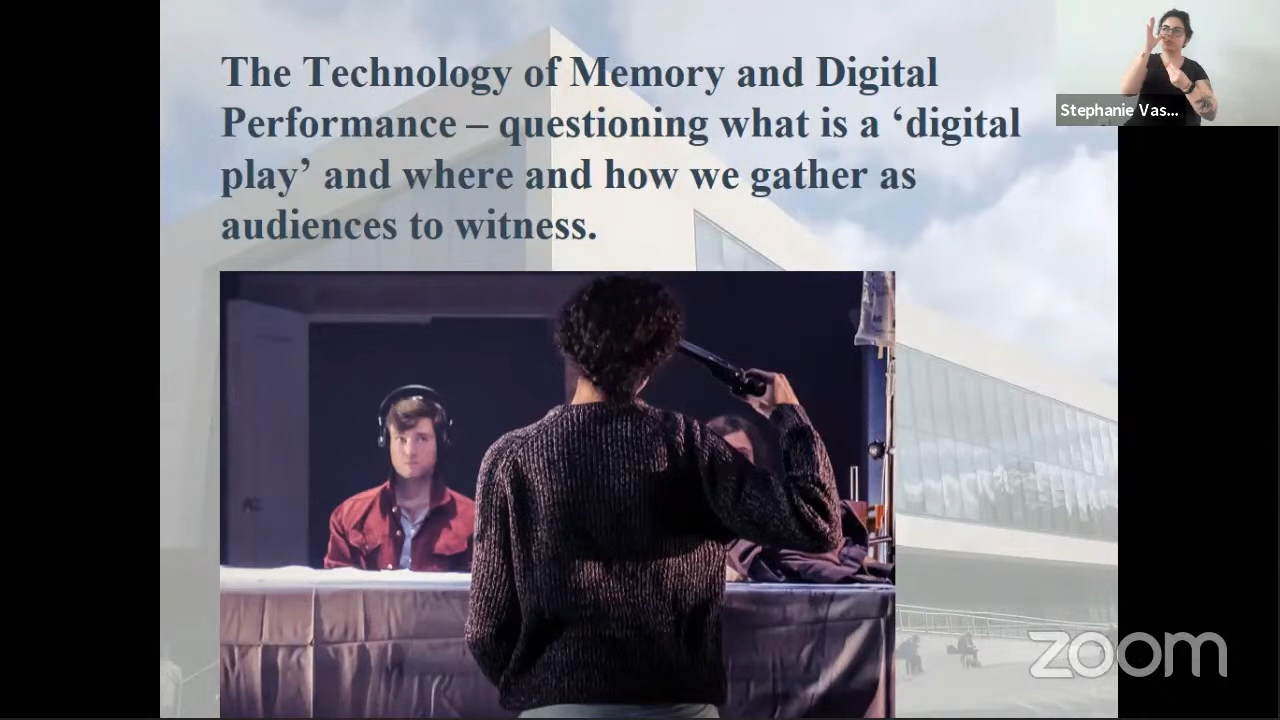 The Technology of Memory and Digital
Performance – questioning what is a ‘digital
play’ and where and how we gather as
audiences to witness.
Stephanie Vas...
zoom